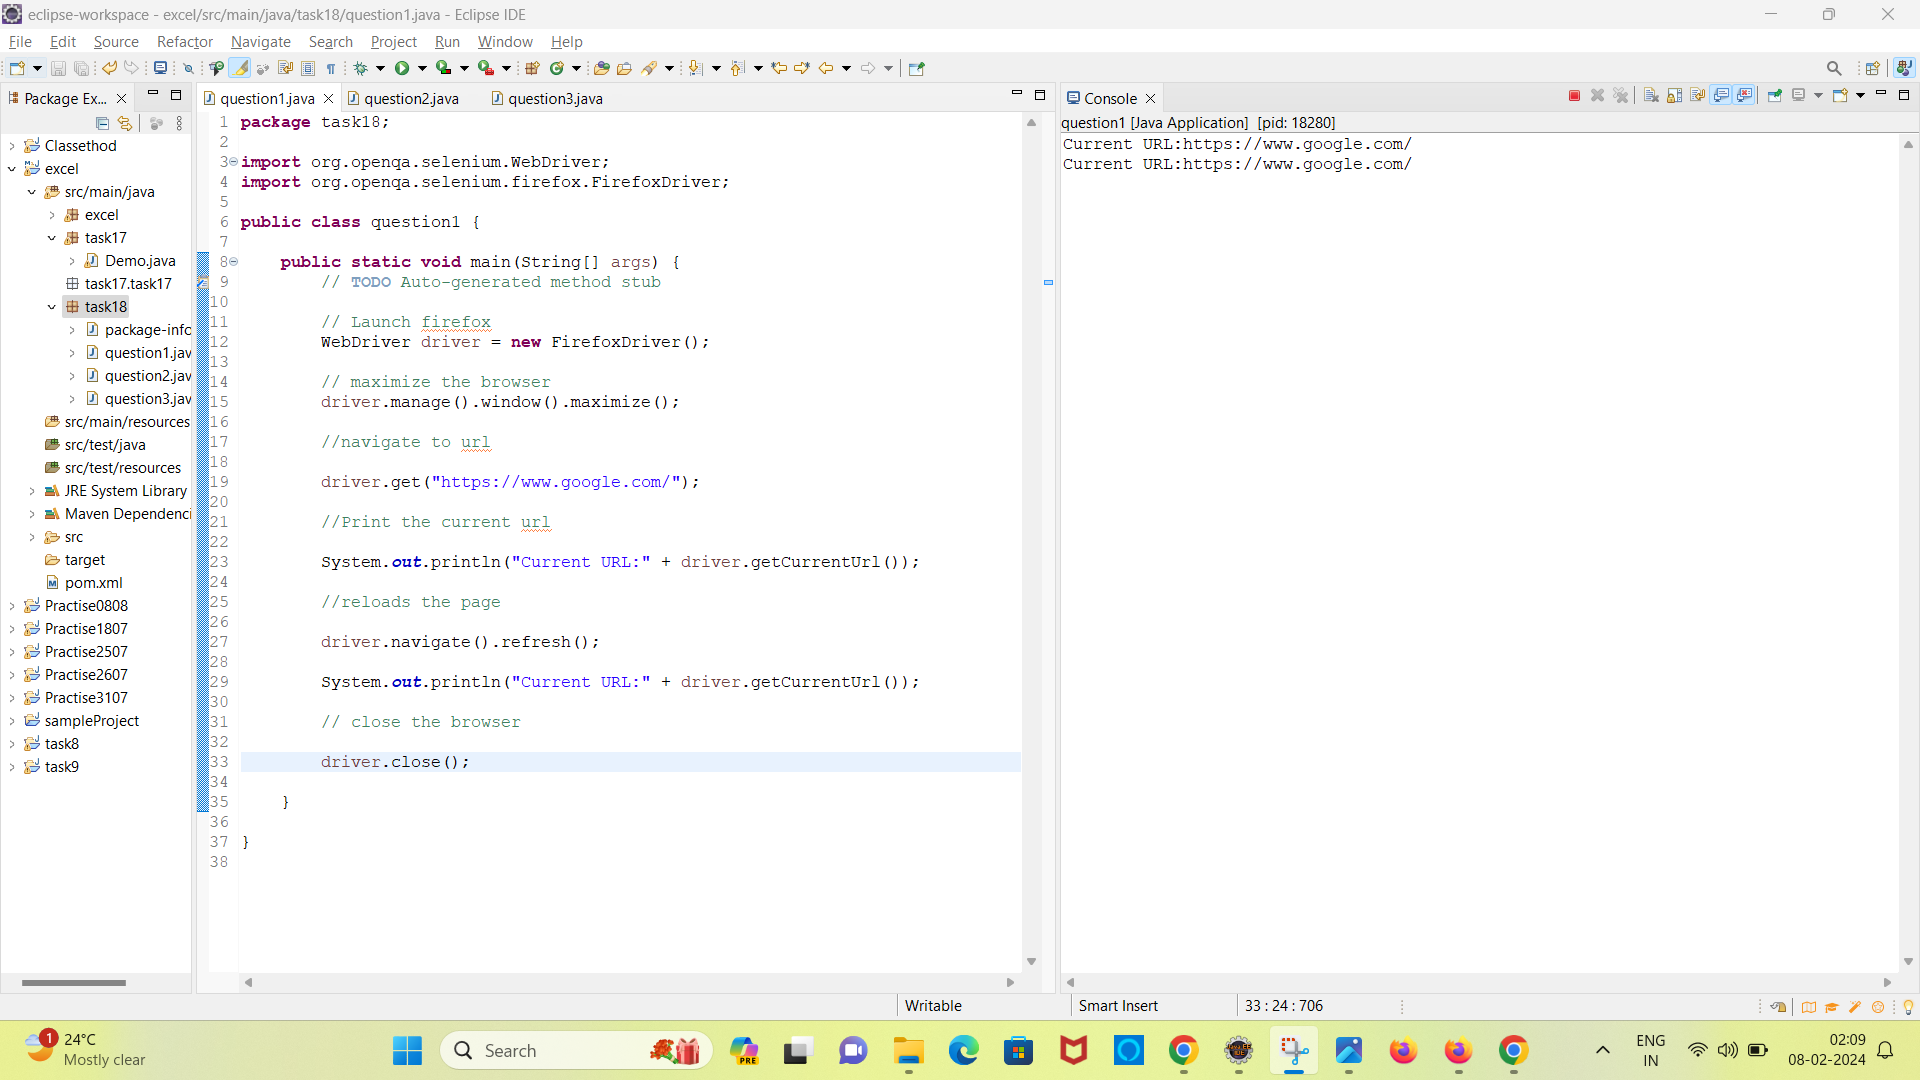 eclipse-workspace - excel/src/main/java/task18/question1.java - Eclipse IDE
File Edit Source Refactor Navigate Search Project Run Window Help
Package Ex...
question1.java question2.java question3.java
Classethod
excel
src/main/java
excel
task17
Demo.java
task17.task17
task18
package-info
question1.jav
question2.jav
question3.jav
src/main/resources
src/test/java
src/test/resources
JRE System Library
Maven Dependenci
src
target
pom.xml
Practise0808
Practise1807
Practise2507
Practise2607
Practise3107
sampleProject
task8
task9
1 package task18;
2
3 import org.openqa.selenium.WebDriver;
4 import org.openqa.selenium.firefox.FirefoxDriver;
5
6 public class question1 {
7
8 public static void main(String[] args) {
9 // TODO Auto-generated method stub
10
11 // Launch firefox
12 WebDriver driver = new FirefoxDriver();
13
14 // maximize the browser
15 driver.manage().window().maximize();
16
17 //navigate to url
18
19 driver.get("https://www.google.com/");
20
21 //Print the current url
22
23 System.out.println("Current URL:" + driver.getCurrentUrl());
24
25 //reloads the page
26
27 driver.navigate().refresh();
28
29 System.out.println("Current URL:" + driver.getCurrentUrl());
30
31 // close the browser
32
33 driver.close();
34
35 }
36
37 }
38
Console
question1 [Java Application] [pid: 18280]
Current URL:https://www.google.com/
Current URL:https://www.google.com/
Writable Smart Insert 33 : 24 : 706
1
24°C
Mostly clear
Search
PRE
ENG
IN
02:09
08-02-2024